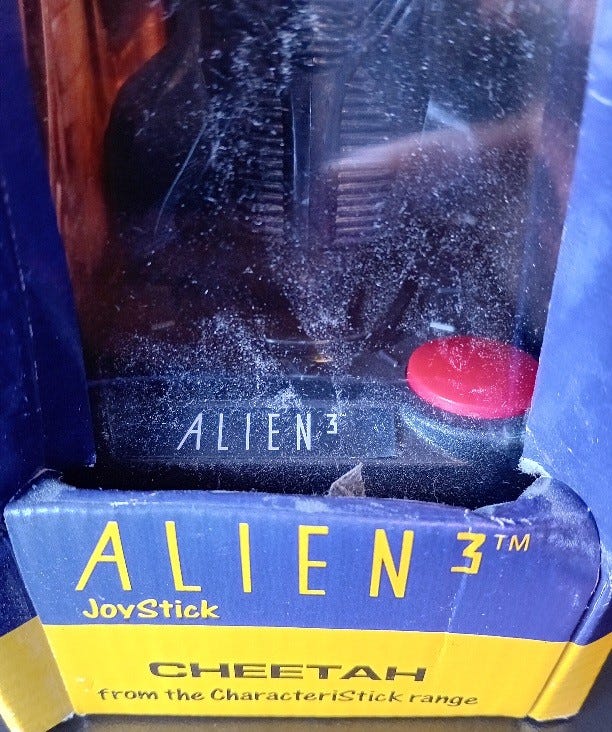 ALIEN³
ALIEN³™
JoyStick
CHEETAH
from the CharacteriStick range